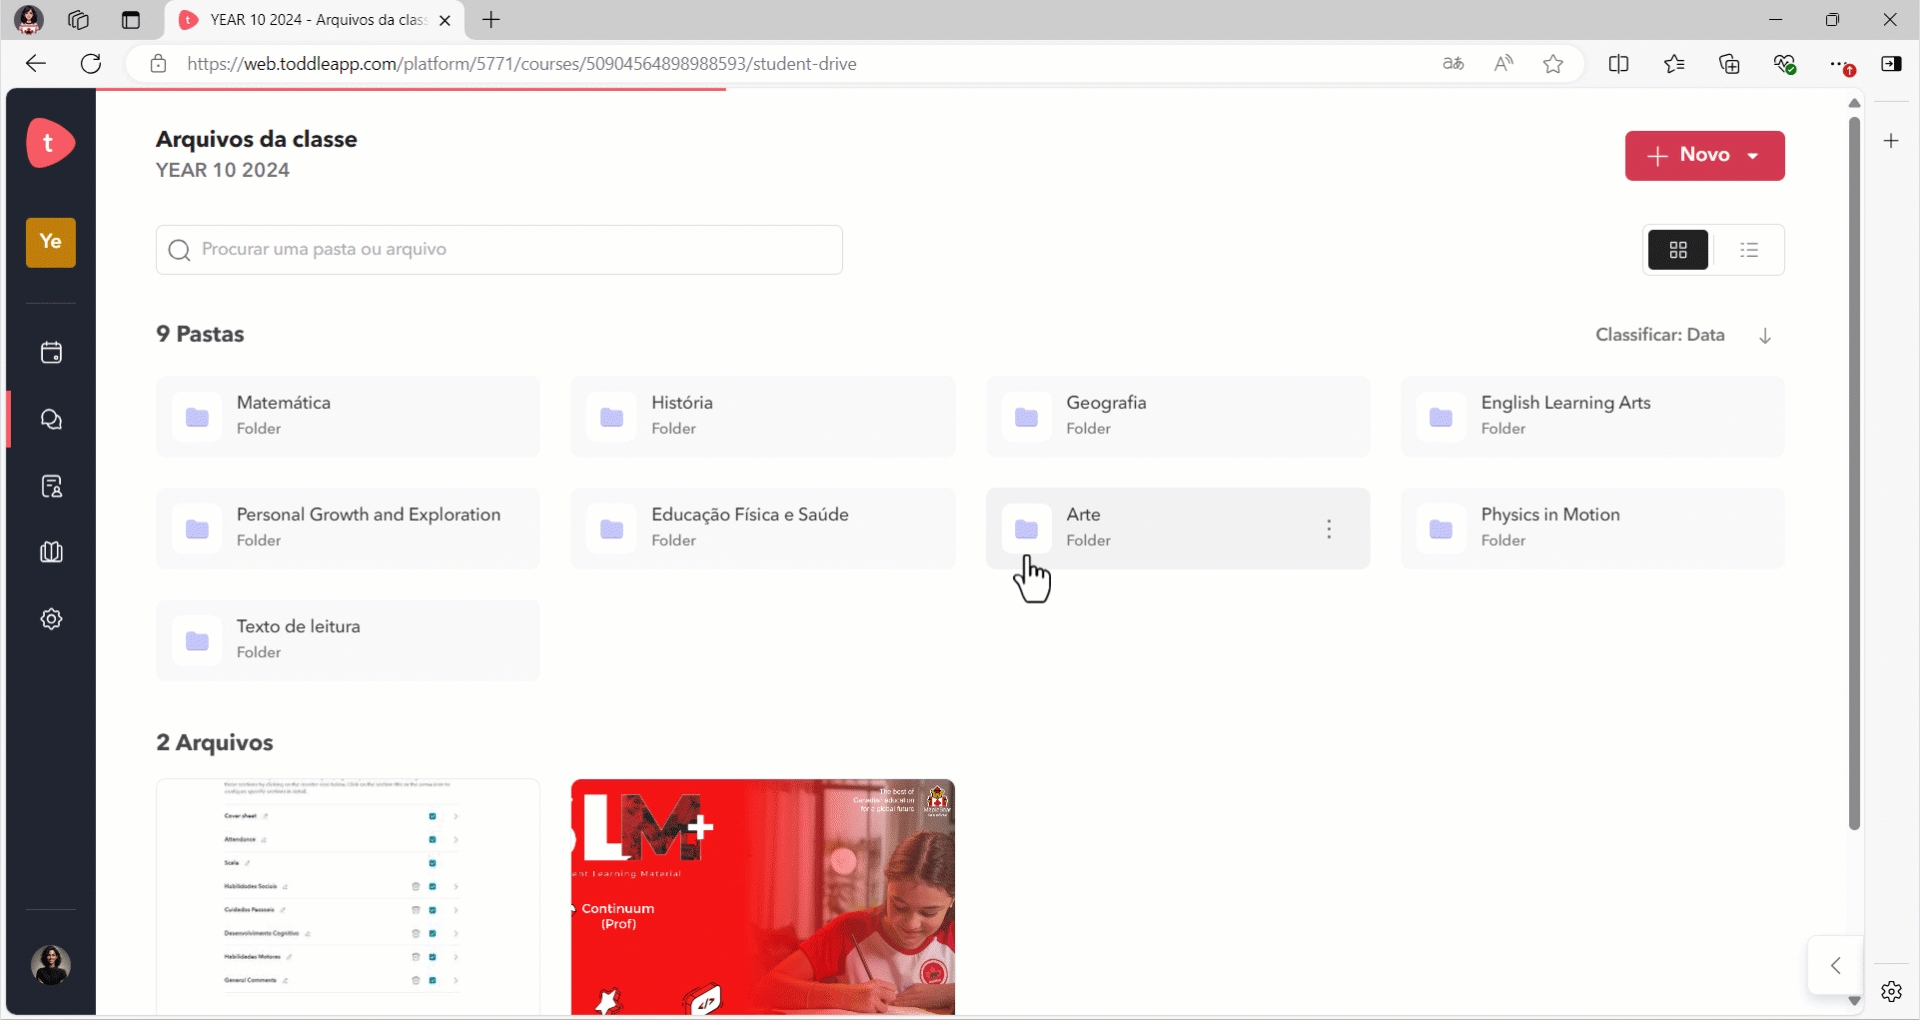 YEAR 10 2024 - Arquivos da clas
https://web.toddleapp.com/platform/5771/courses/50904564898988593/student-drive
t
Arquivos da classe
YEAR 10 2024
Novo
Ye
Procurar uma pasta ou arquivo
9 Pastas
Classificar: Data
Matemática
Folder
História
Folder
Geografia
Folder
English Learning Arts
Folder
Personal Growth and Exploration
Folder
Educação Física e Saúde
Folder
Arte
Folder
Physics in Motion
Folder
Texto de leitura
Folder
2 Arquivos
Cover sheet
Attendance
Scale
Habilidades Sociais
Cuidados Pessoais
Desenvolvimento Cognitivo
Habilidades Motoras
General Comments
The best of
Canadian education
for a global future
SLM+
ent Learning Material
Continuum
(Prof)